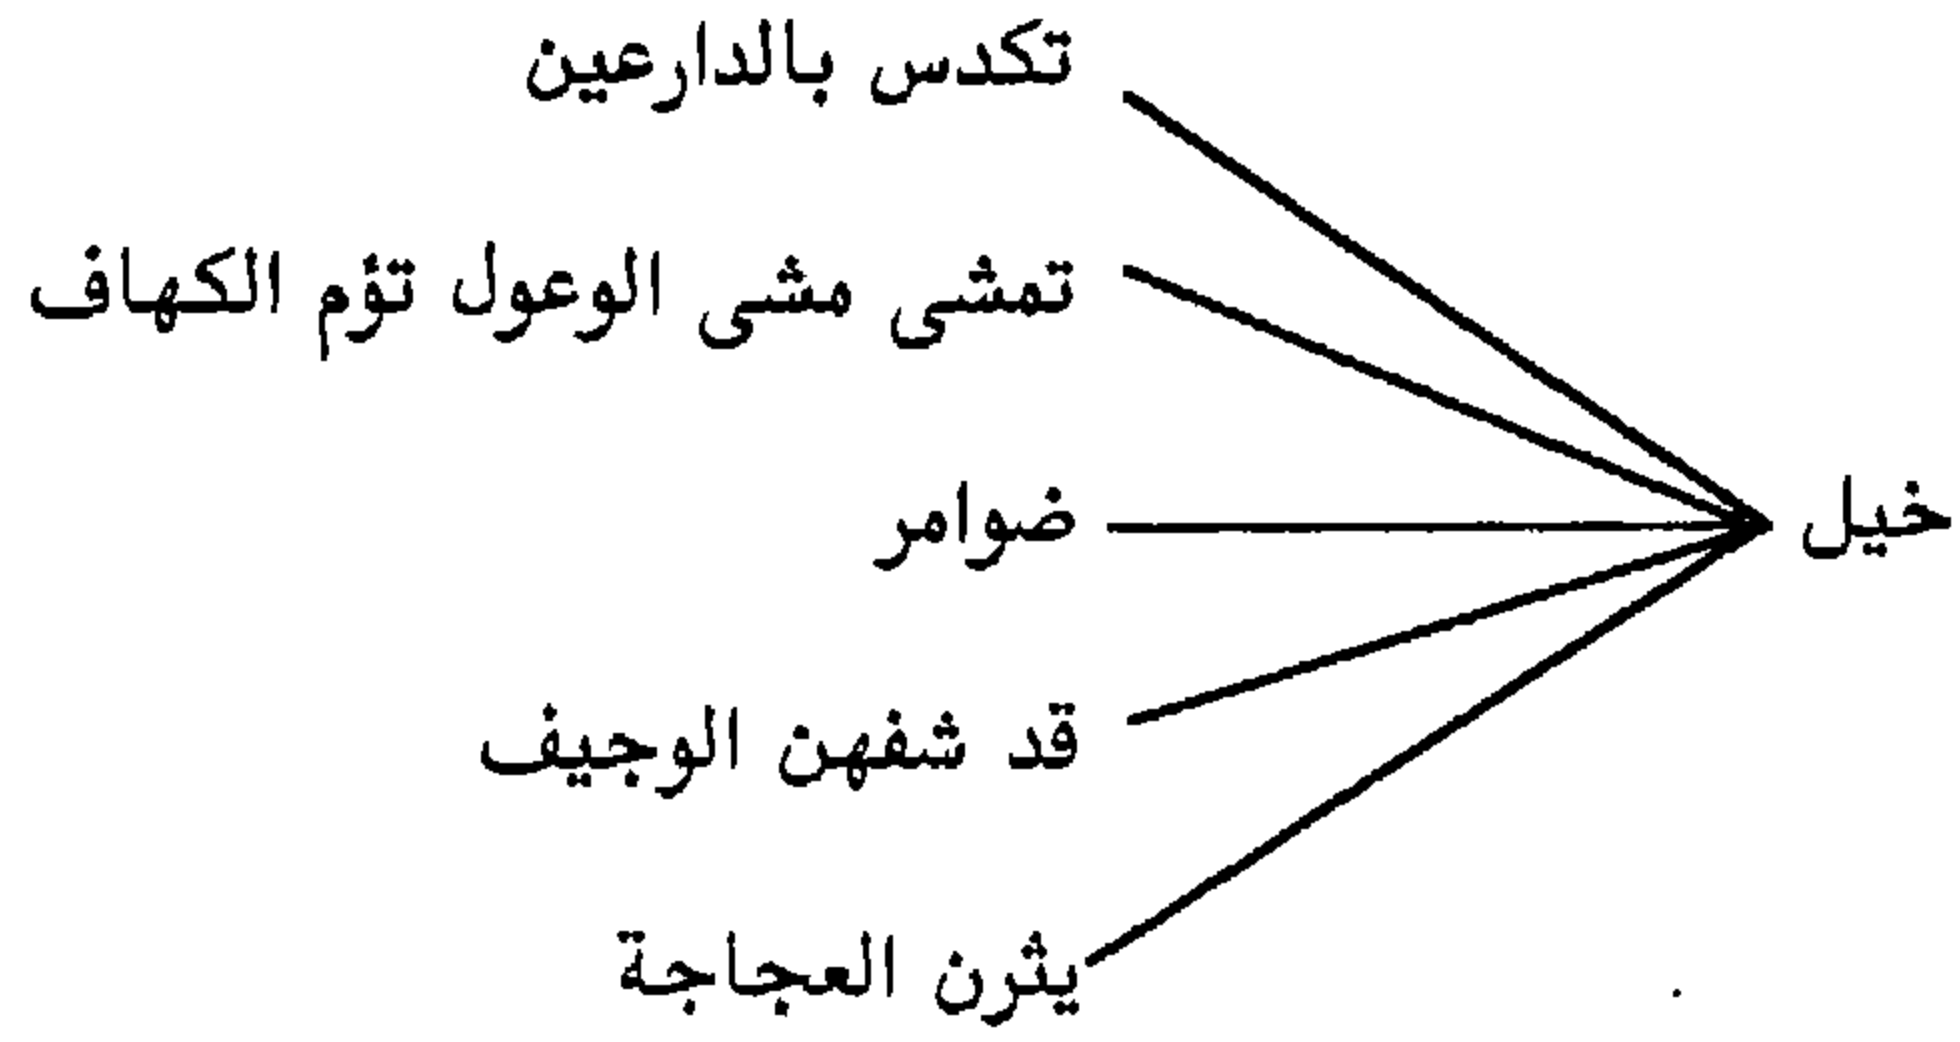 تكدس بالدارعين
تمشى مشى الوعول تؤم الكهاف
خيل
ضوامر
قد شفهن الوجيف
يثرن العجاجة